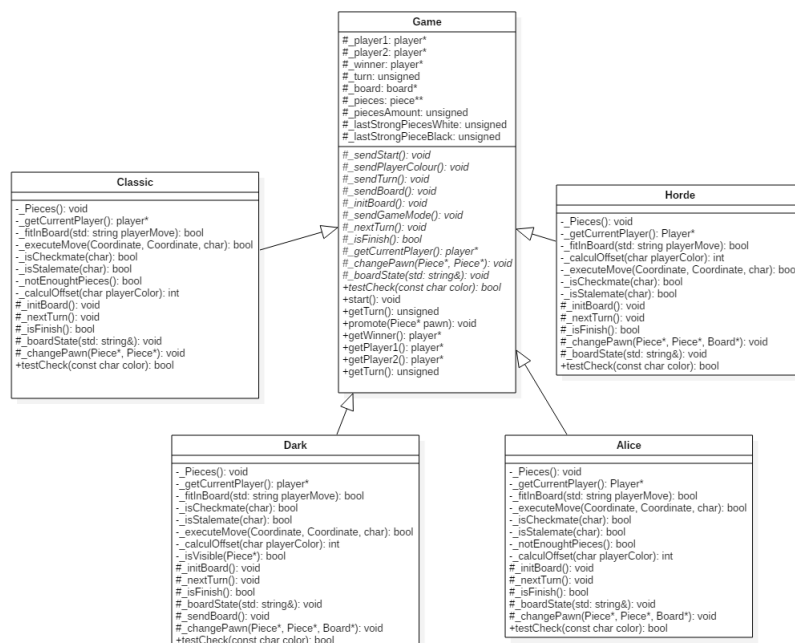 Game
#_player1: player*
#_player2: player*
#_winner: player*
#_turn: unsigned
#_board: board*
#_pieces: piece**
#_piecesAmount: unsigned
#_lastStrongPiecesWhite: unsigned
#_lastStrongPieceBlack: unsigned
#_sendStart(): void
#_sendPlayerColour(): void
#_sendTurn(): void
#_sendBoard(): void
#_initBoard(): void
#_sendGameMode(): void
#_nextTurn(): void
#_isFinish(): bool
#_getCurrentPlayer(): player*
#_changePawn(Piece*, Piece*): void
#_boardState(std: string&): void
+testCheck(const char color): bool
+start(): void
+getTurn(): unsigned
+promote(Piece* pawn): void
+getWinner(): player*
+getPlayer1(): player*
+getPlayer2(): player*
+getTurn(): unsigned
Classic
-_Pieces(): void
-_getCurrentPlayer(): player*
-_fitInBoard(std: string playerMove): bool
-_executeMove(Coordinate, Coordinate, char): bool
-_isCheckmate(char): bool
-_isStalemate(char): bool
-_notEnoughtPieces(): bool
-_calculOffset(char playerColor): int
#_initBoard(): void
#_nextTurn(): void
#_isFinish(): bool
#_boardState(std: string&): void
#_changePawn(Piece*, Piece*): void
+testCheck(const char color): bool
Horde
-_Pieces(): void
-_getCurrentPlayer(): Player*
-_fitInBoard(std: string playerMove): bool
-_calculOffset(char playerColor): int
-_executeMove(Coordinate, Coordinate, char): bool
-_isCheckmate(char): bool
-_isStalemate(char): bool
#_initBoard(): void
#_nextTurn(): void
#_isFinish(): bool
#_changePawn(Piece*, Piece*, Board*): void
#_boardState(std: string&): void
+testCheck(const char color): bool
Dark
-_Pieces(): void
-_getCurrentPlayer(): player*
-_fitInBoard(std: string playerMove): bool
-_isCheckmate(char): bool
-_isStalemate(char): bool
-_executeMove(Coordinate, Coordinate, char): bool
-_calculOffset(char playerColor): int
-_isVisible(Piece*): bool
#_initBoard(): void
#_nextTurn(): void
#_isFinish(): bool
#_boardState(std: string&): void
#_sendBoard(): void
#_changePawn(Piece*, Piece*, Board*): void
+testCheck(const char color): bool
Alice
-_Pieces(): void
-_getCurrentPlayer(): Player*
-_fitInBoard(std: string playerMove): bool
-_executeMove(Coordinate, Coordinate, char): bool
-_isCheckmate(char): bool
-_isStalemate(char): bool
-_notEnoughtPieces(): bool
-_calculOffset(char playerColor): int
#_initBoard(): void
#_nextTurn(): void
#_isFinish(): bool
#_boardState(std: string&): void
#_changePawn(Piece*, Piece*, Board*): void
+testCheck(const char color): bool